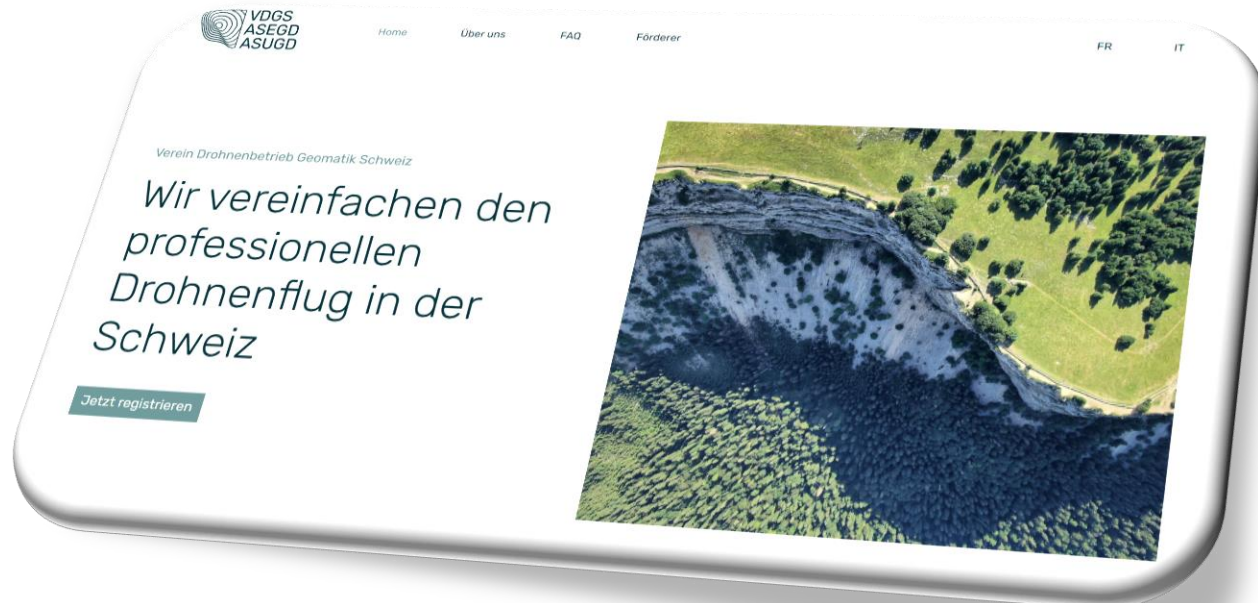 VDGS
ASEGD
ASUGD
Home
Über uns
FAQ
Förderer
FR
IT
Verein Drohnenbetrieb Geomatik Schweiz
Wir vereinfachen den
professionellen
Drohnenflug in der
Schweiz
Jetzt registrieren